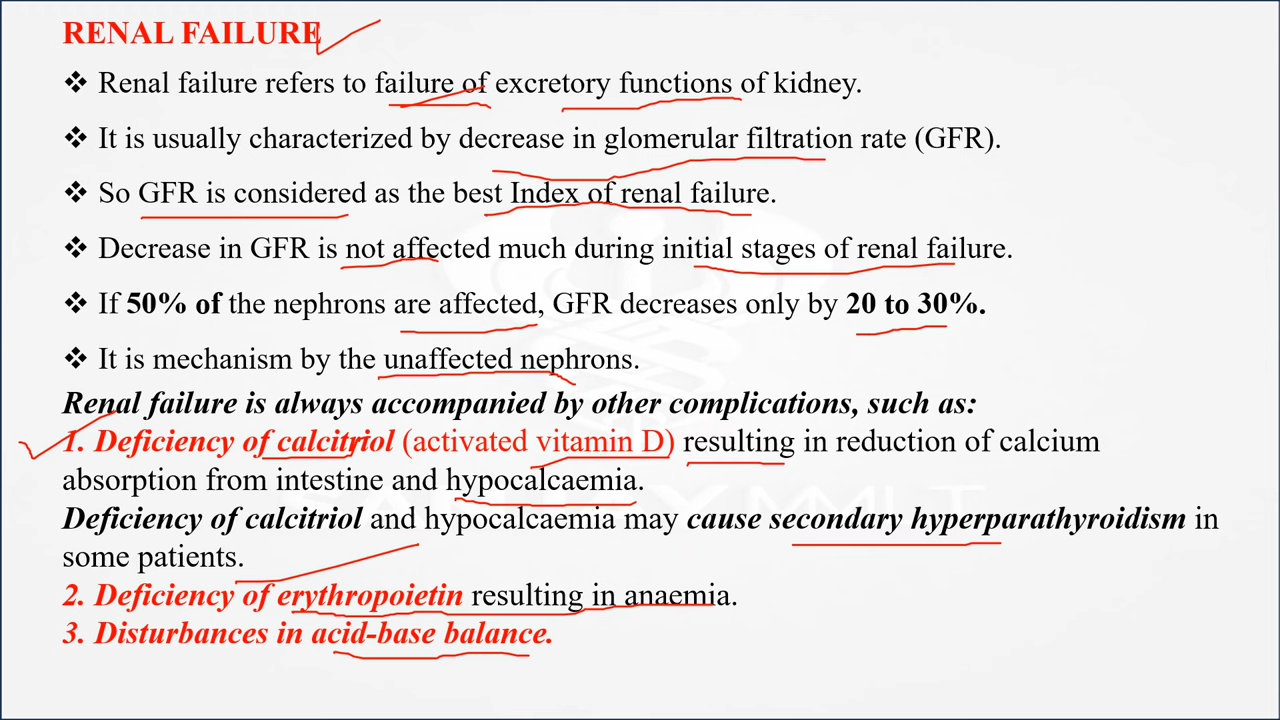 RENAL FAILURE
❖ Renal failure refers to failure of excretory functions of kidney.
❖ It is usually characterized by decrease in glomerular filtration rate (GFR).
❖ So GFR is considered as the best Index of renal failure.
❖ Decrease in GFR is not affected much during initial stages of renal failure.
❖ If 50% of the nephrons are affected, GFR decreases only by 20 to 30%.
❖ It is mechanism by the unaffected nephrons.
Renal failure is always accompanied by other complications, such as:
1. Deficiency of calcitriol (activated vitamin D) resulting in reduction of calcium
absorption from intestine and hypocalcaemia.
Deficiency of calcitriol and hypocalcaemia may cause secondary hyperparathyroidism in
some patients.
2. Deficiency of erythropoietin resulting in anaemia.
3. Disturbances in acid-base balance.